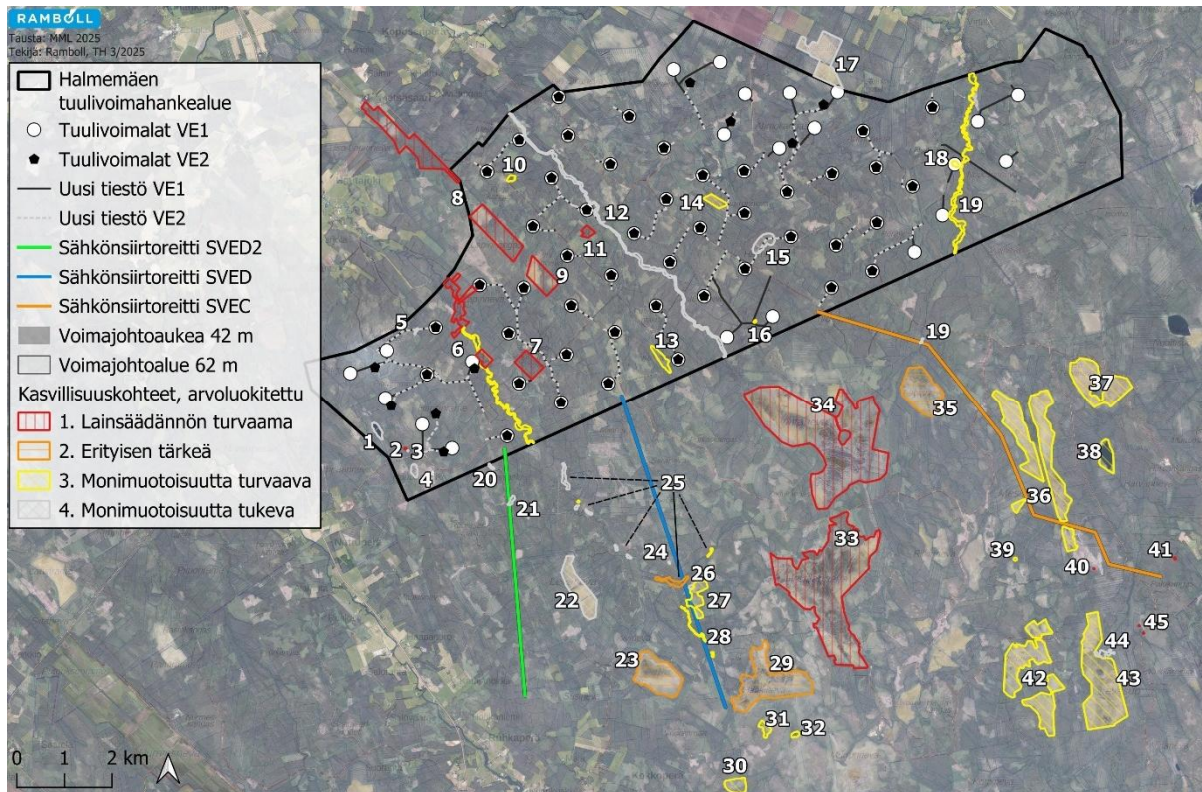 RAMBOLL
Tausta: MML 2025
Tekijä: Ramboll, TH 3/2025
Halmemäen
tuulivoimahankealue
Tuulivoimalat VE1
Tuulivoimalat VE2
Uusi tiestö VE1
Uusi tiestö VE2
Sähkönsiirtoreitti SVED2
Sähkönsiirtoreitti SVED
Sähkönsiirtoreitti SVEC
Voimajohtoaukea 42 m
Voimajohtoalue 62 m
Kasvillisuuskohteet, arvoluokitettu
1. Lainsäädännön turvaama
2. Erityisen tärkeä
3. Monimuotoisuutta turvaava
4. Monimuotoisuutta tukeva
17
10
18
8
14
12
19
11
15
9
5
16
19
13
6
7
37
34
35
1
2
3
38
4
20
25
36
21
33
24
39
41
40
26
22
27
45
28
44
23
29
42
43
31
32
30
0 1 2 km